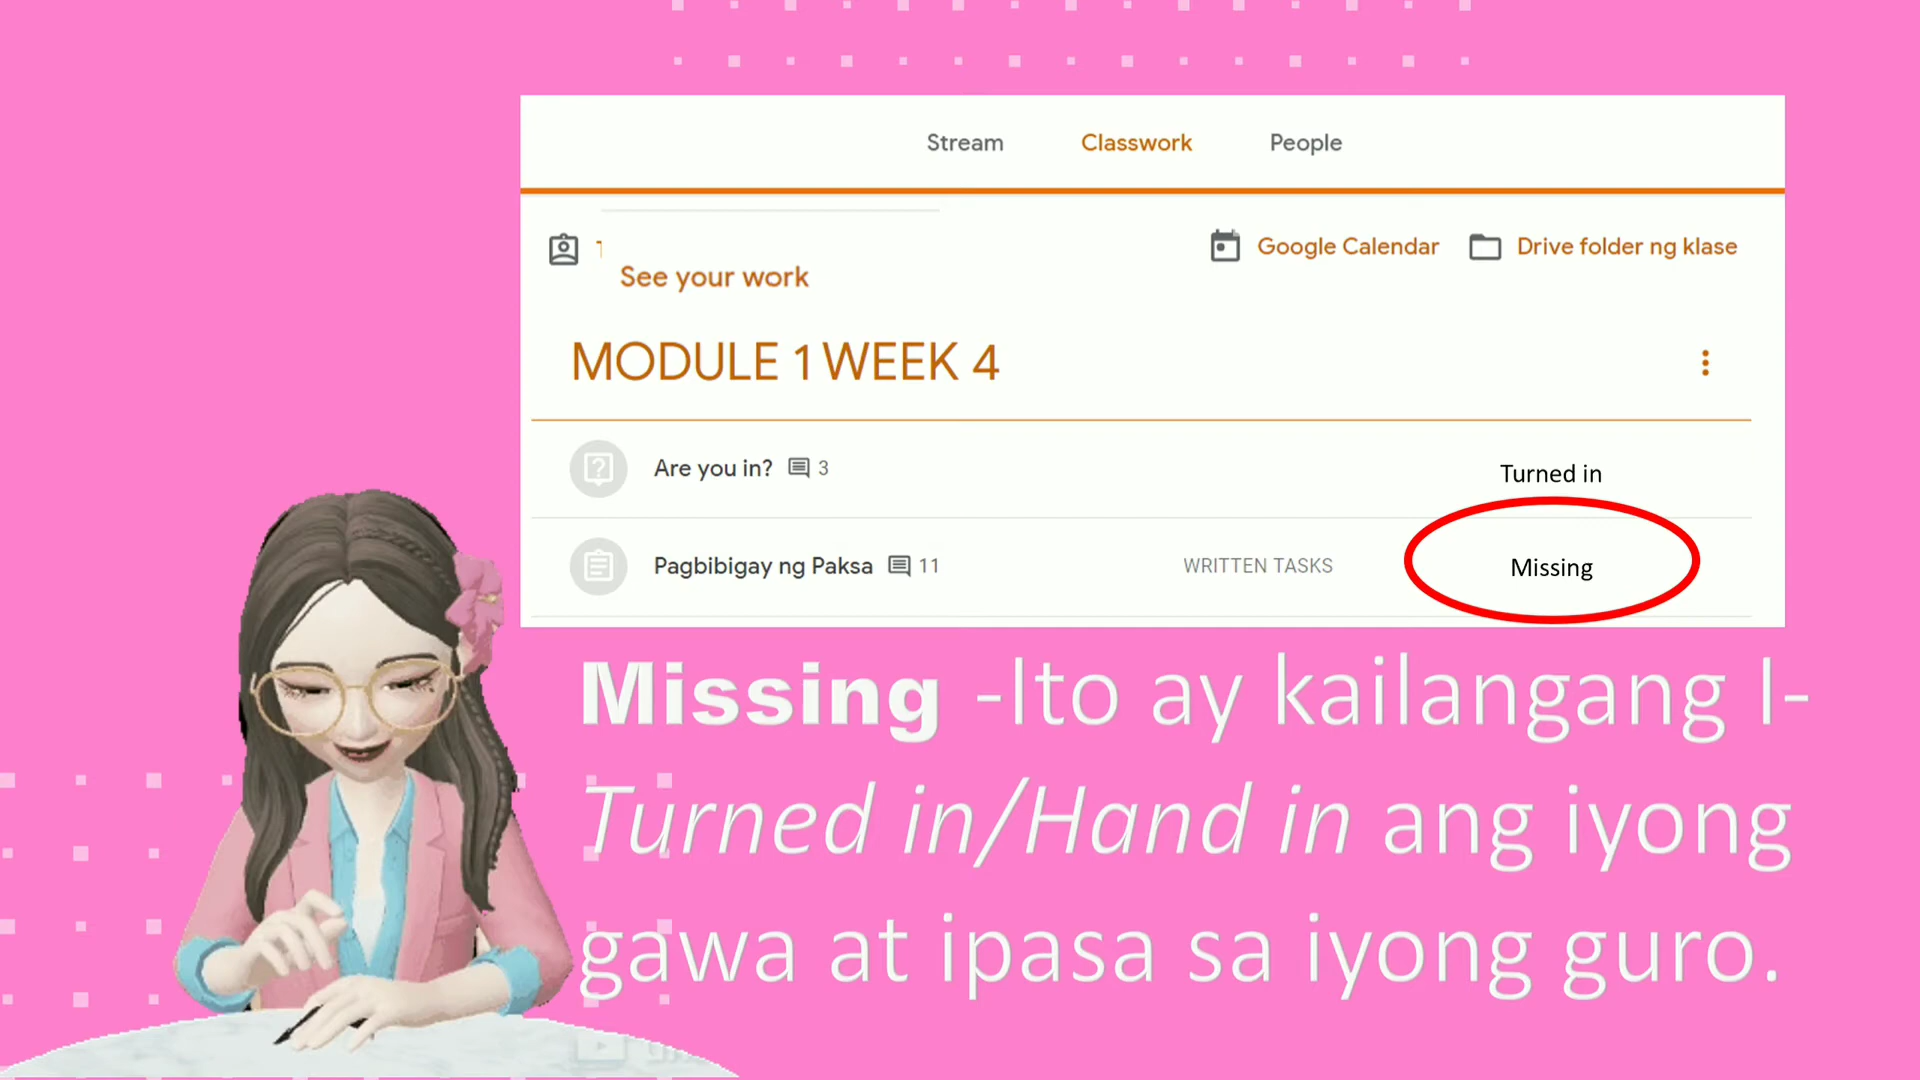 Stream Classwork People
Google Calendar Drive folder ng klase
See your work
MODULE 1 WEEK 4
Are you in? 3 Turned in
Pagbibigay ng Paksa 11 WRITTEN TASKS Missing
Missing -Ito ay kailangang I-
Turned in/Hand in ang iyong
gawa at ipasa sa iyong guro.